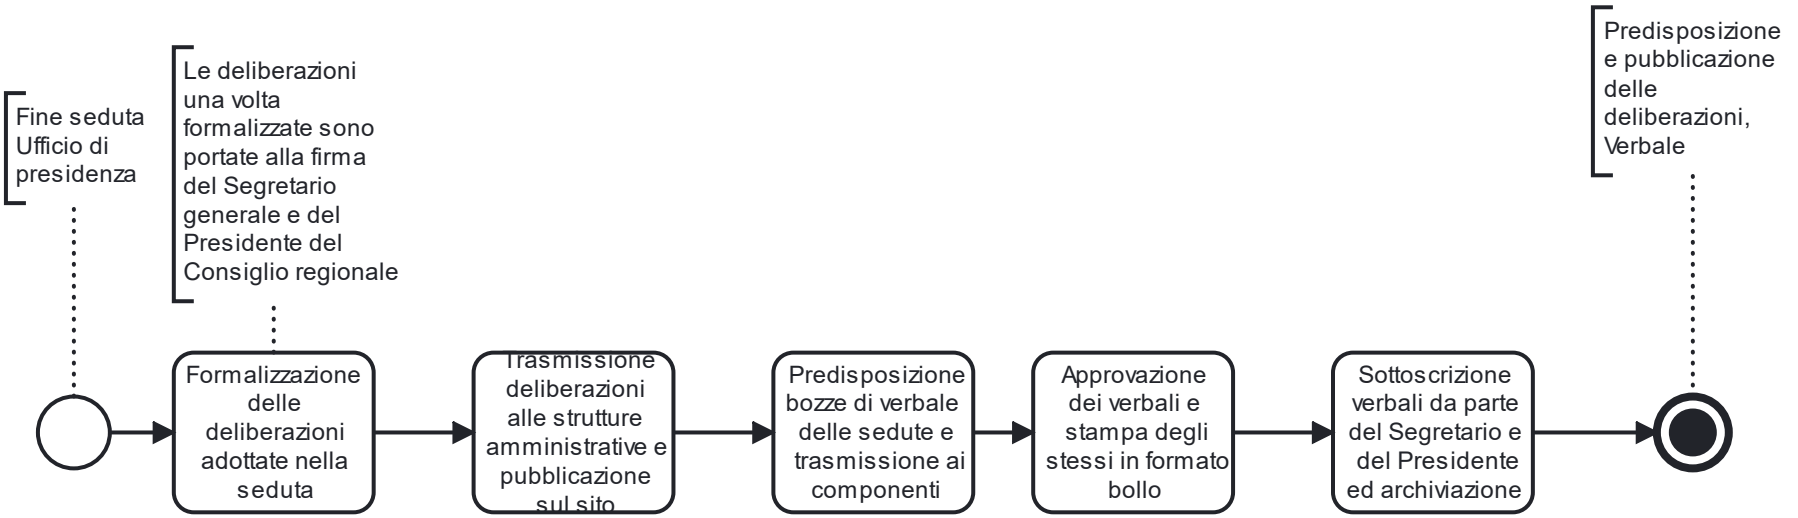 Fine seduta
Ufficio di
presidenza
Le deliberazioni
una volta
formalizzate sono
portate alla firma
del Segretario
generale e del
Presidente del
Consiglio regionale
Predisposizione
e pubblicazione
delle
deliberazioni,
Verbale
Formalizzazione
delle
deliberazioni
adottate nella
seduta
Trasmissione
deliberazioni
alle strutture
amministrative e
pubblicazione
sul sito
Predisposizione
bozze di verbale
delle sedute e
trasmissione ai
componenti
Approvazione
dei verbali e
stampa degli
stessi in formato
bollo
Sottoscrizione
verbali da parte
del Segretario e
del Presidente
ed archiviazione